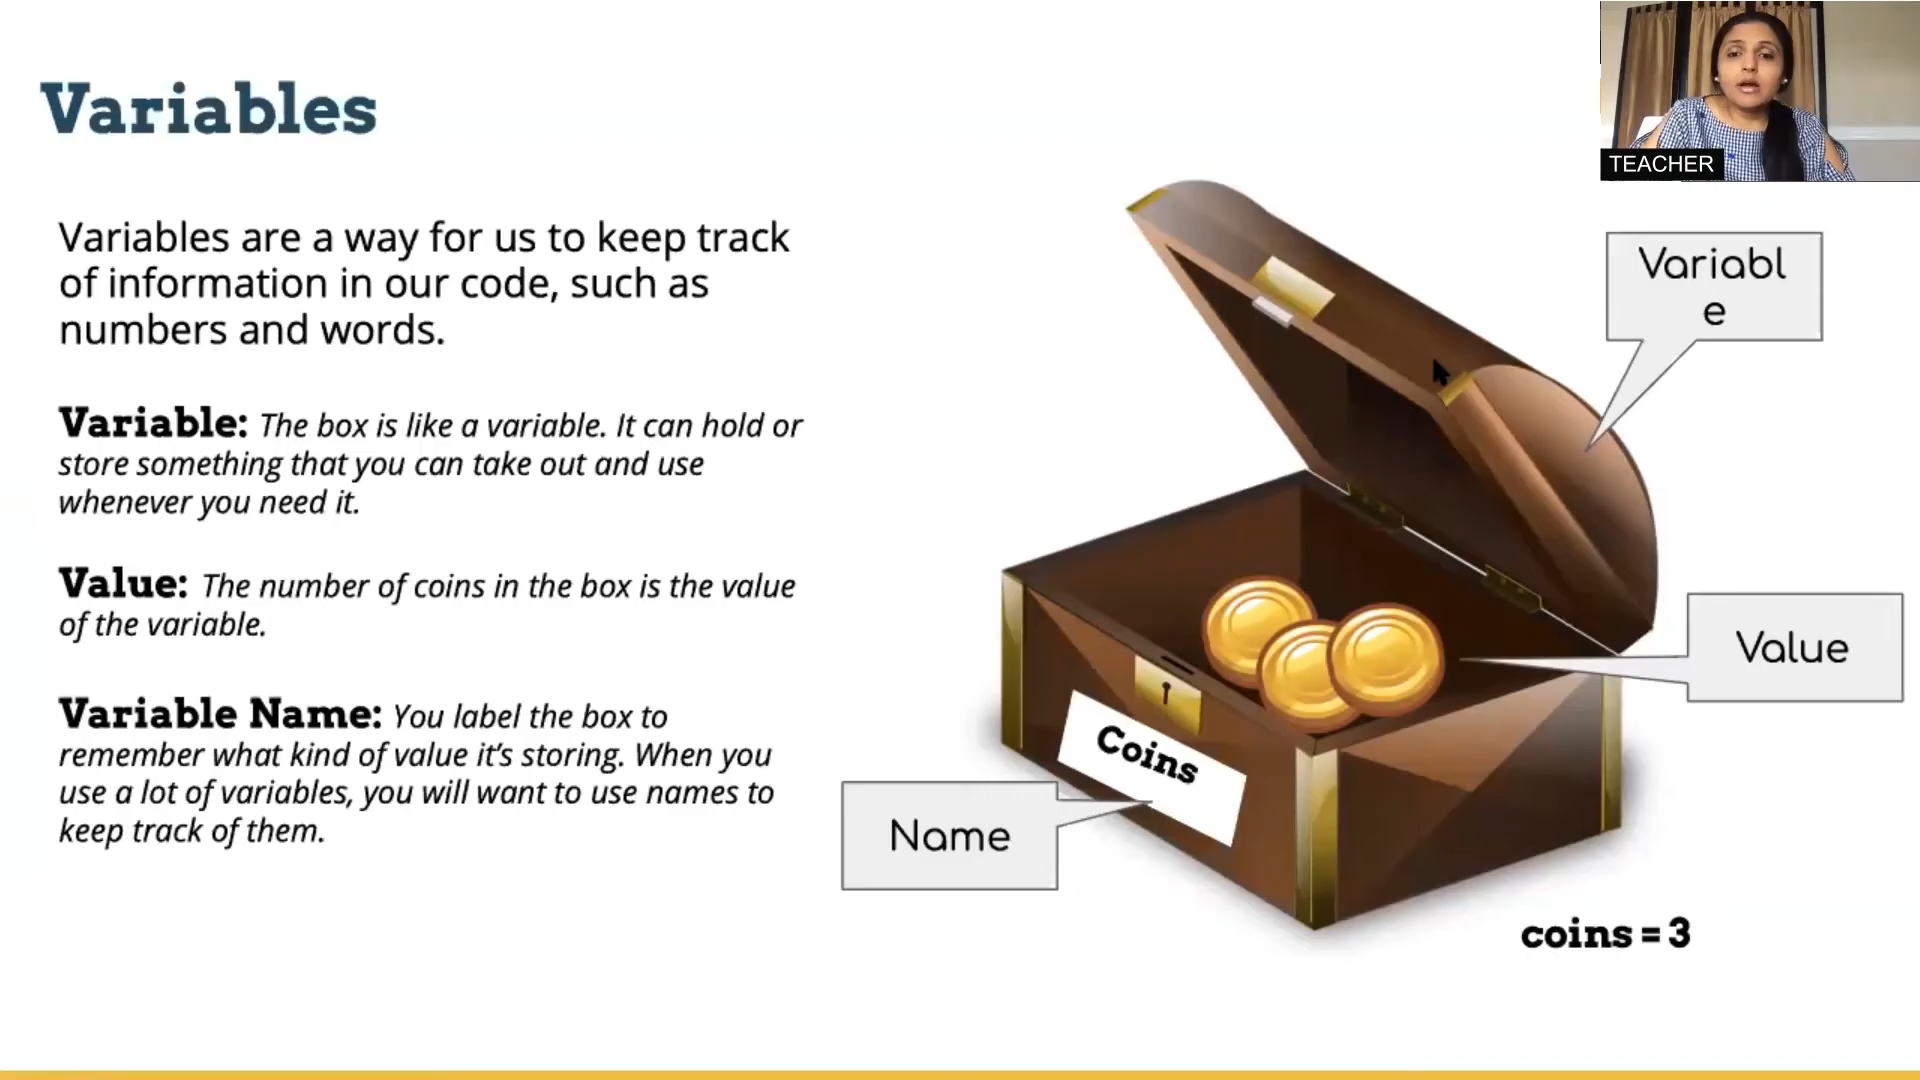 Variables
TEACHER
Variables are a way for us to keep track
of information in our code, such as
numbers and words.
Variable: The box is like a variable. It can hold or
store something that you can take out and use
whenever you need it.
Value: The number of coins in the box is the value
of the variable.
Variable Name: You label the box to
remember what kind of value it’s storing. When you
use a lot of variables, you will want to use names to
keep track of them.
Variabl
e
Value
Coins
Name
coins = 3